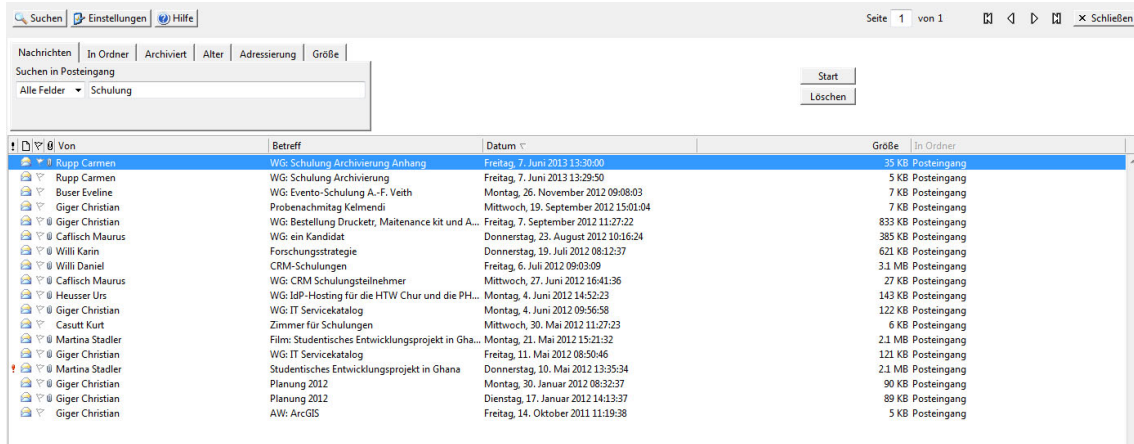 Suchen Einstellungen Hilfe Seite 1 von 1 Schließen
Nachrichten In Ordner Archiviert Alter Adressierung Größe
Suchen in Posteingang
Alle Felder Schulung
Start
Löschen
! Von Betreff Datum Größe In Ordner
Rupp Carmen WG: Schulung Archivierung Anhang Freitag, 7. Juni 2013 13:30:00 35 KB Posteingang
Rupp Carmen WG: Schulung Archivierung Freitag, 7. Juni 2013 13:29:50 5 KB Posteingang
Buser Eveline WG: Evento-Schulung A.-F. Veith Montag, 26. November 2012 09:08:03 7 KB Posteingang
Giger Christian Probenachmitag Kelmendi Mittwoch, 19. September 2012 15:01:04 7 KB Posteingang
Giger Christian WG: Bestellung Drucketr, Maitenance kit und A... Freitag, 7. September 2012 11:27:22 833 KB Posteingang
Caflisch Maurus WG: ein Kandidat Donnerstag, 23. August 2012 10:16:24 385 KB Posteingang
Willi Karin Forschungsstrategie Donnerstag, 19. Juli 2012 08:12:37 621 KB Posteingang
Willi Daniel CRM-Schulungen Freitag, 6. Juli 2012 09:03:09 3.1 MB Posteingang
Caflisch Maurus WG: CRM Schulungsteilnehmer Mittwoch, 27. Juni 2012 16:41:36 27 KB Posteingang
Heusser Urs WG: IdP-Hosting für die HTW Chur und die PH... Montag, 4. Juni 2012 14:52:23 143 KB Posteingang
Giger Christian WG: IT Servicekatalog Montag, 4. Juni 2012 09:56:58 122 KB Posteingang
Casutt Kurt Zimmer für Schulungen Mittwoch, 30. Mai 2012 11:27:23 6 KB Posteingang
Martina Stadler Film: Studentisches Entwicklungsprojekt in Gha... Montag, 21. Mai 2012 15:21:32 2.1 MB Posteingang
Giger Christian WG: IT Servicekatalog Freitag, 11. Mai 2012 08:50:46 121 KB Posteingang
! Martina Stadler Studentisches Entwicklungsprojekt in Ghana Donnerstag, 10. Mai 2012 13:35:34 2.1 MB Posteingang
Giger Christian Planung 2012 Montag, 30. Januar 2012 08:32:37 90 KB Posteingang
Giger Christian Planung 2012 Dienstag, 17. Januar 2012 14:13:37 89 KB Posteingang
Giger Christian AW: ArcGIS Freitag, 14. Oktober 2011 11:19:38 5 KB Posteingang